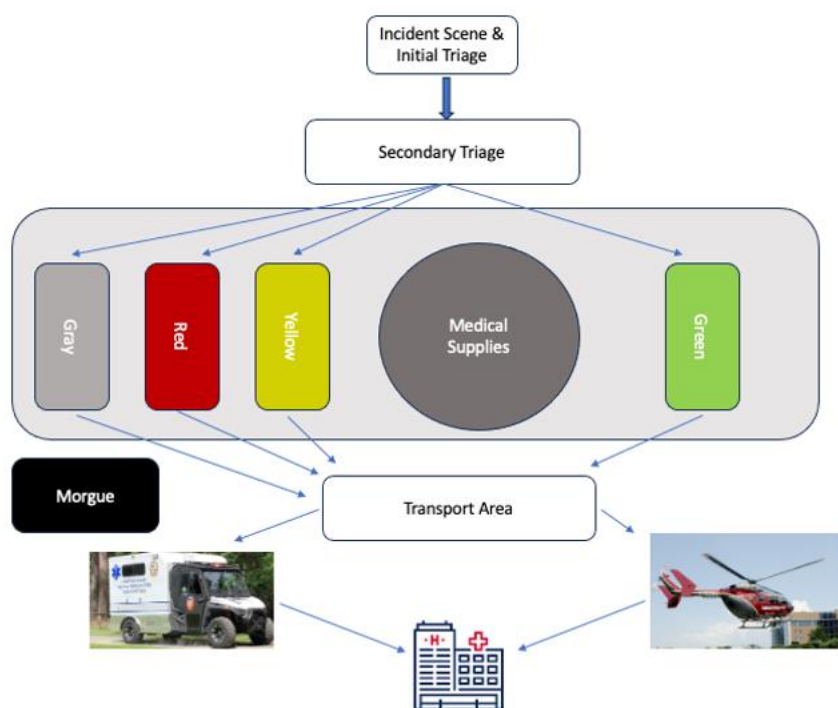 Incident Scene &
Initial Triage
Secondary Triage
Gray
Red
Yellow
Medical
Supplies
Green
Morgue
Transport Area
H